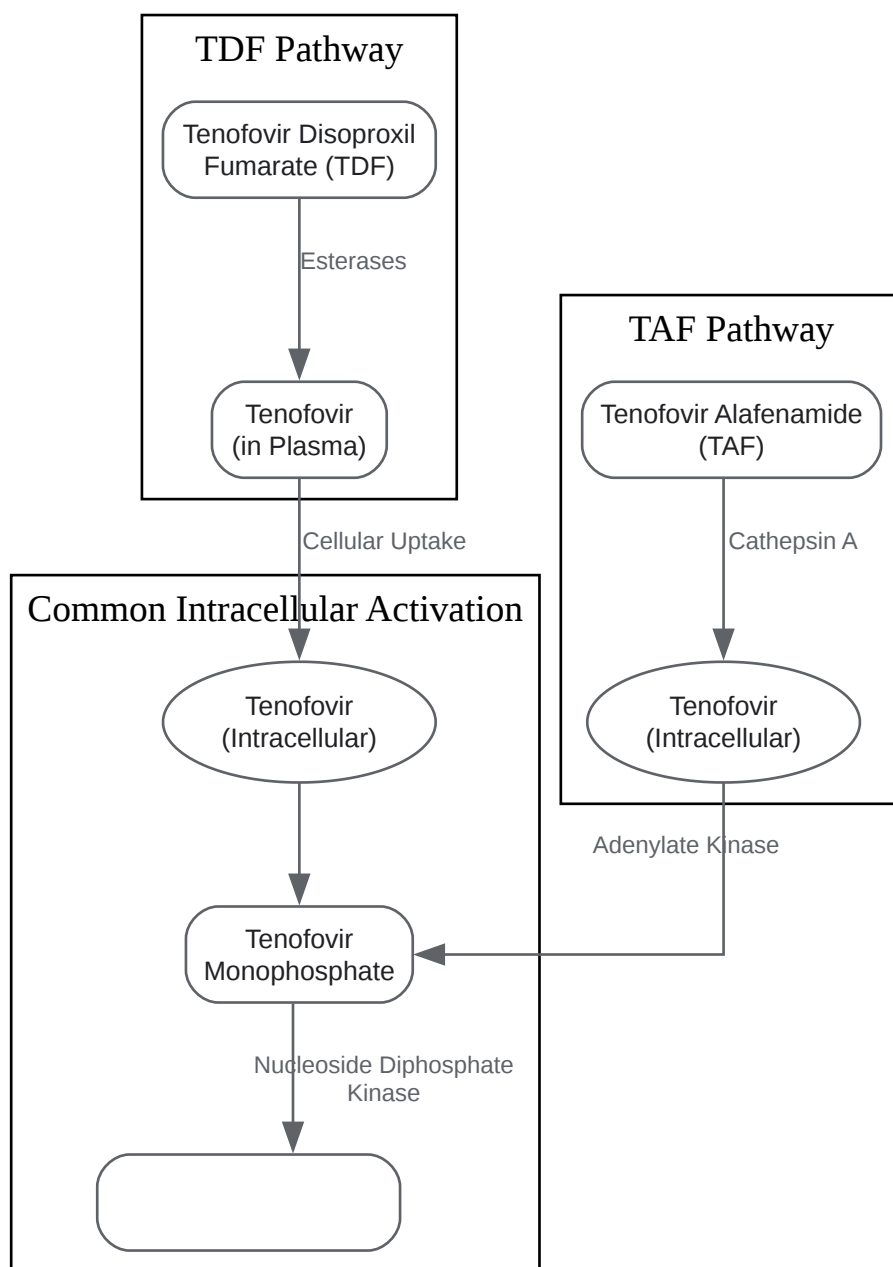 TDF Pathway
Tenofovir Disoproxil
Fumarate (TDF)
Esterases
TAF Pathway
Tenofovir
(in Plasma)
Tenofovir Alafenamide
(TAF)
Cellular Uptake
Cathepsin A
Common Intracellular Activation
Tenofovir
(Intracellular)
Tenofovir
(Intracellular)
Adenylate Kinase
Tenofovir
Monophosphate
Nucleoside Diphosphate
Kinase